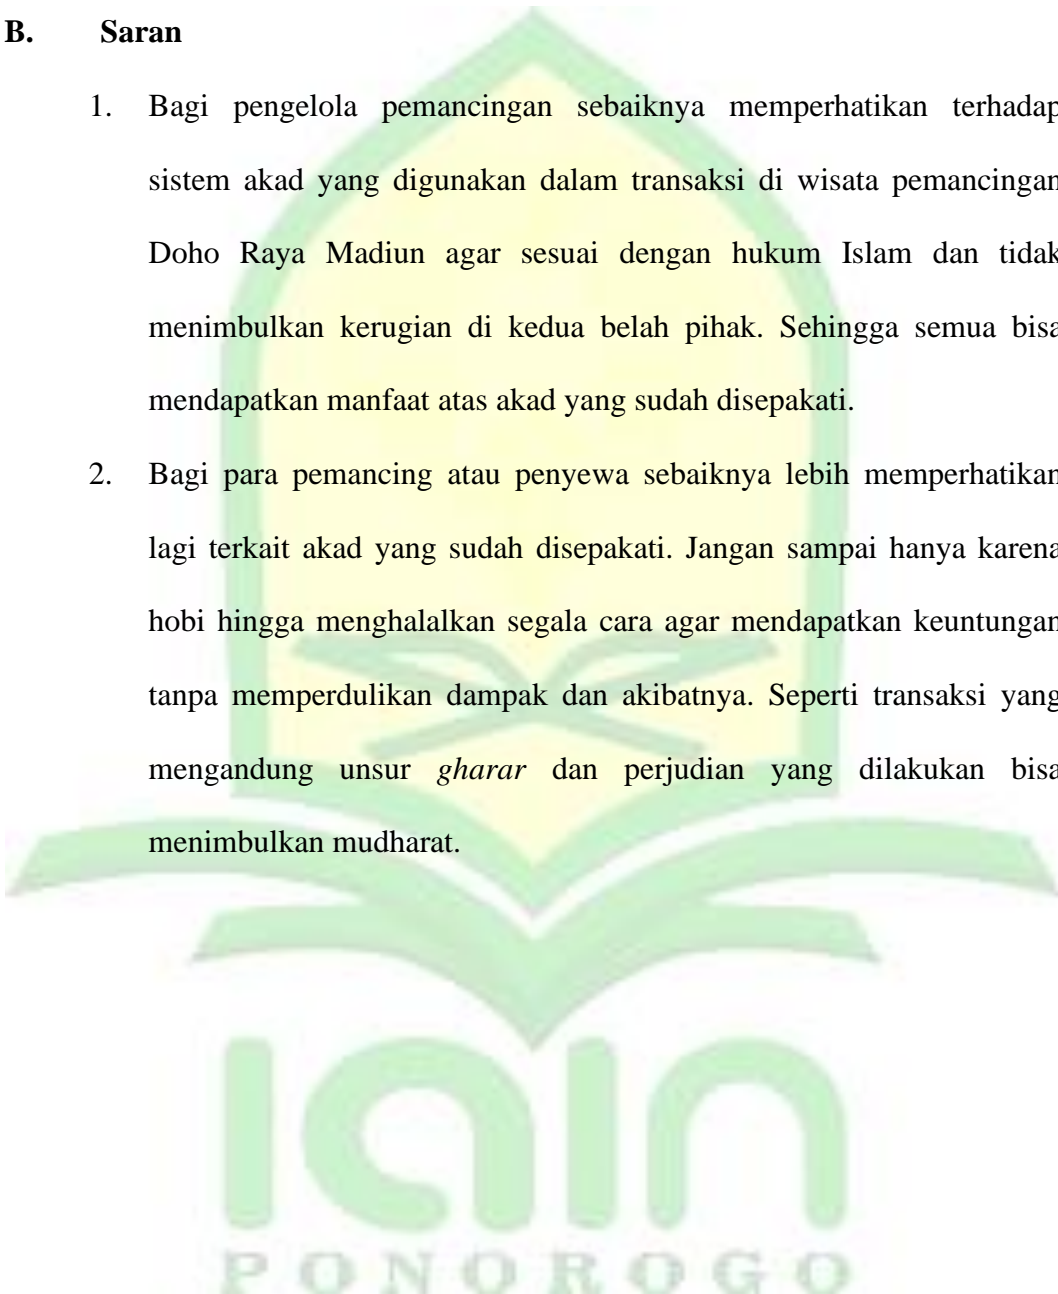 B. Saran
1. Bagi pengelola pemancingan sebaiknya memperhatikan terhadap
sistem akad yang digunakan dalam transaksi di wisata pemancingan
Doho Raya Madiun agar sesuai dengan hukum Islam dan tidak
menimbulkan kerugian di kedua belah pihak. Sehingga semua bisa
mendapatkan manfaat atas akad yang sudah disepakati.
2. Bagi para pemancing atau penyewa sebaiknya lebih memperhatikan
lagi terkait akad yang sudah disepakati. Jangan sampai hanya karena
hobi hingga menghalalkan segala cara agar mendapatkan keuntungan
tanpa memperdulikan dampak dan akibatnya. Seperti transaksi yang
mengandung unsur gharar dan perjudian yang dilakukan bisa
menimbulkan mudharat.
iain
PONOROGO